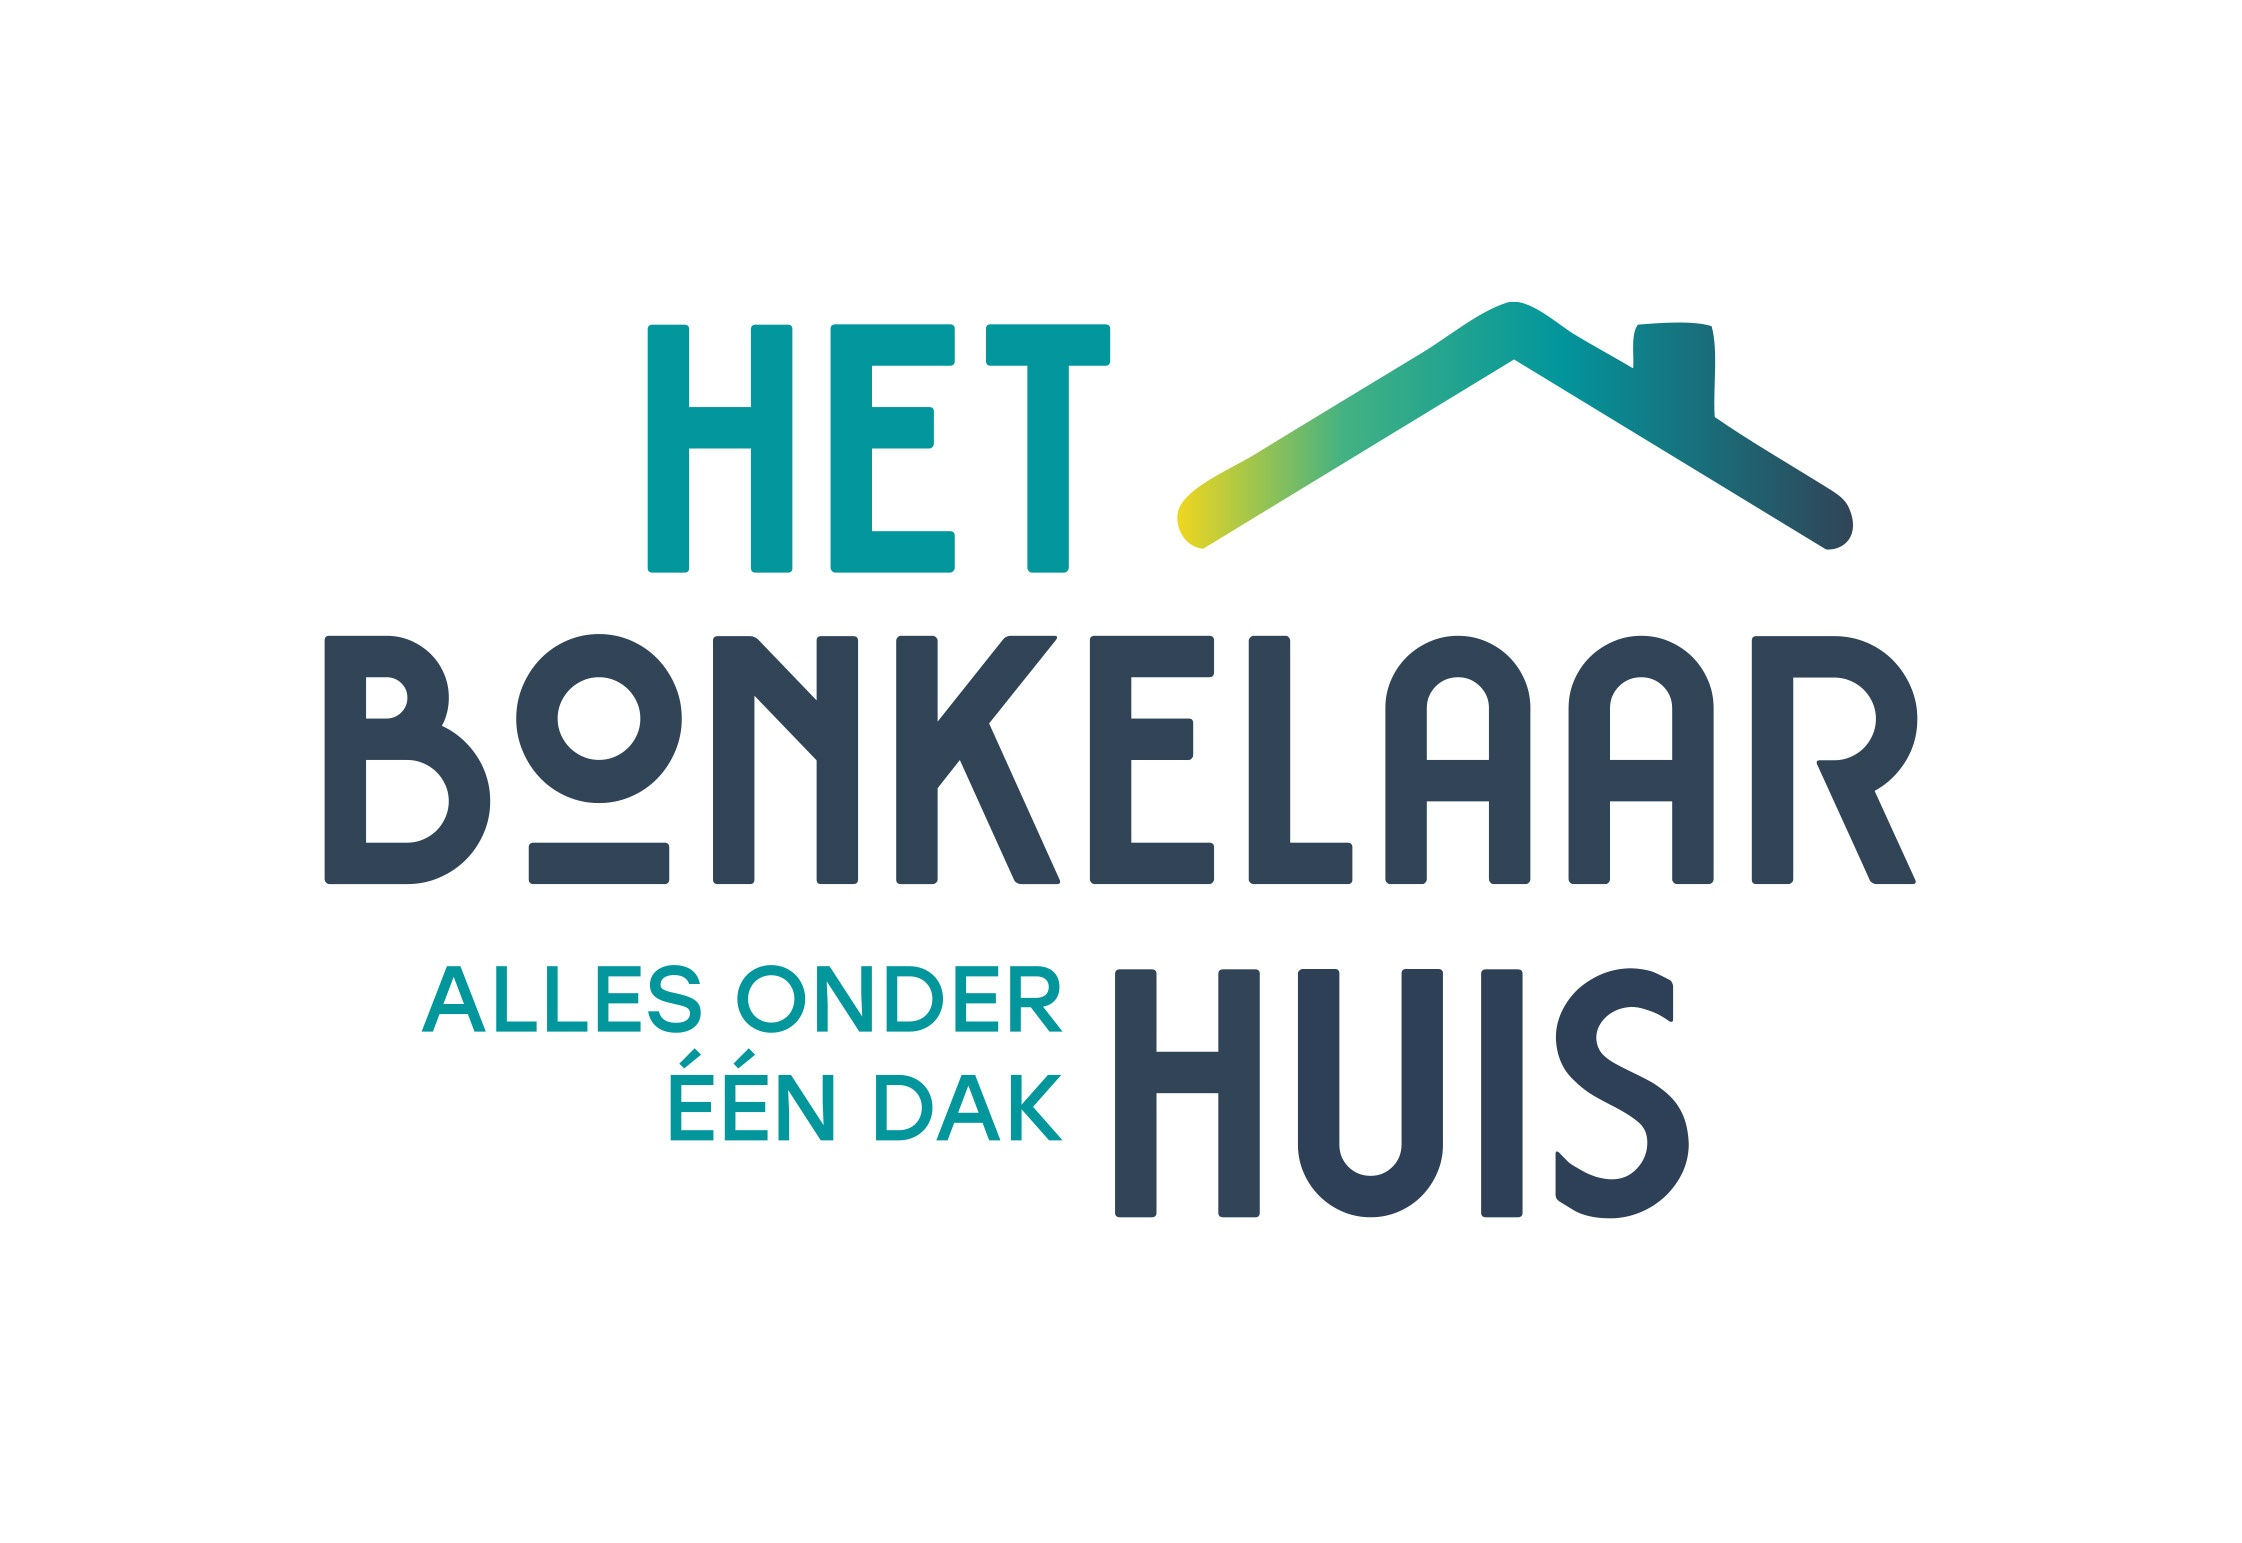 HET
BONKELAAR
ALLES ONDER
ÉÉN DAK
HUIS